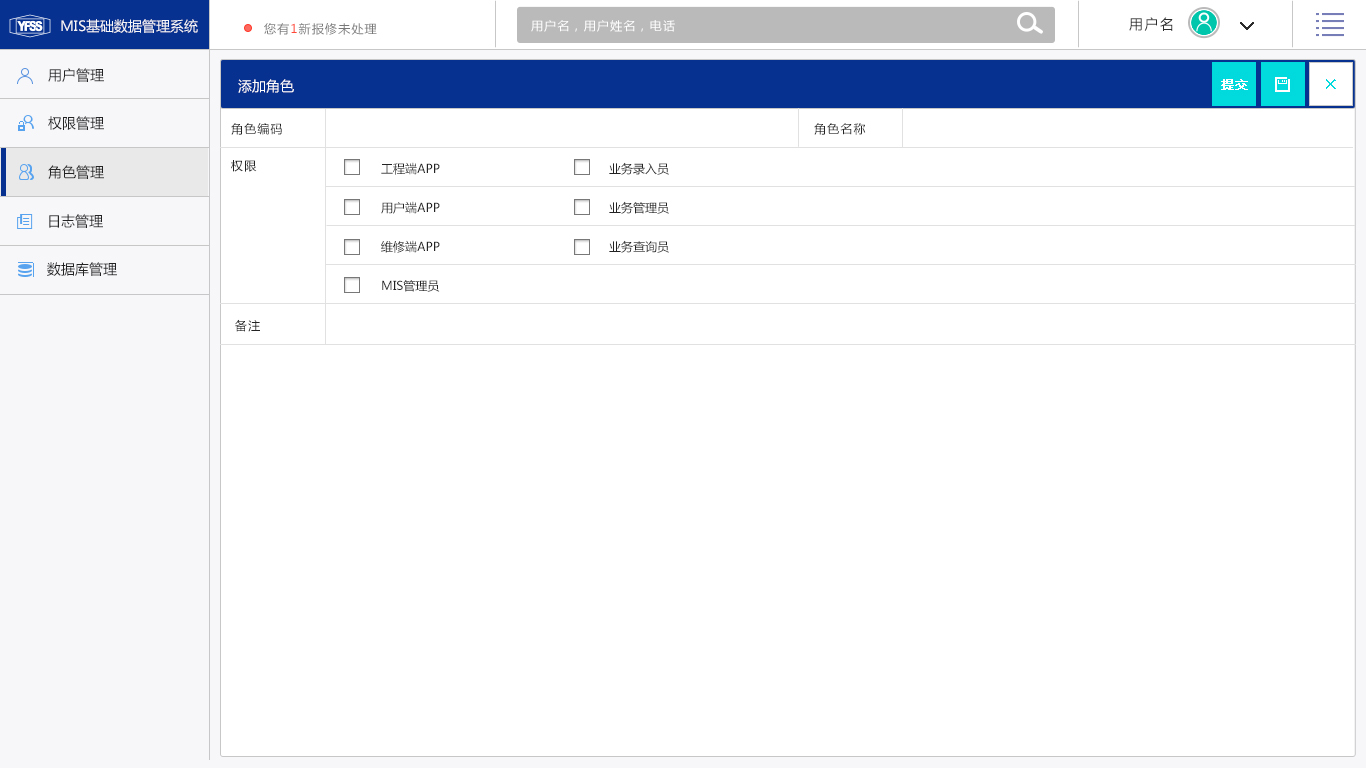 YFSS MIS基础数据管理系统
您有1新报修未处理
用户名，用户姓名，电话
用户名
用户管理
权限管理
角色管理
日志管理
数据库管理
添加角色
提交
角色编码
角色名称
权限
工程端APP
业务录入员
用户端APP
业务管理员
维修端APP
业务查询员
MIS管理员
备注